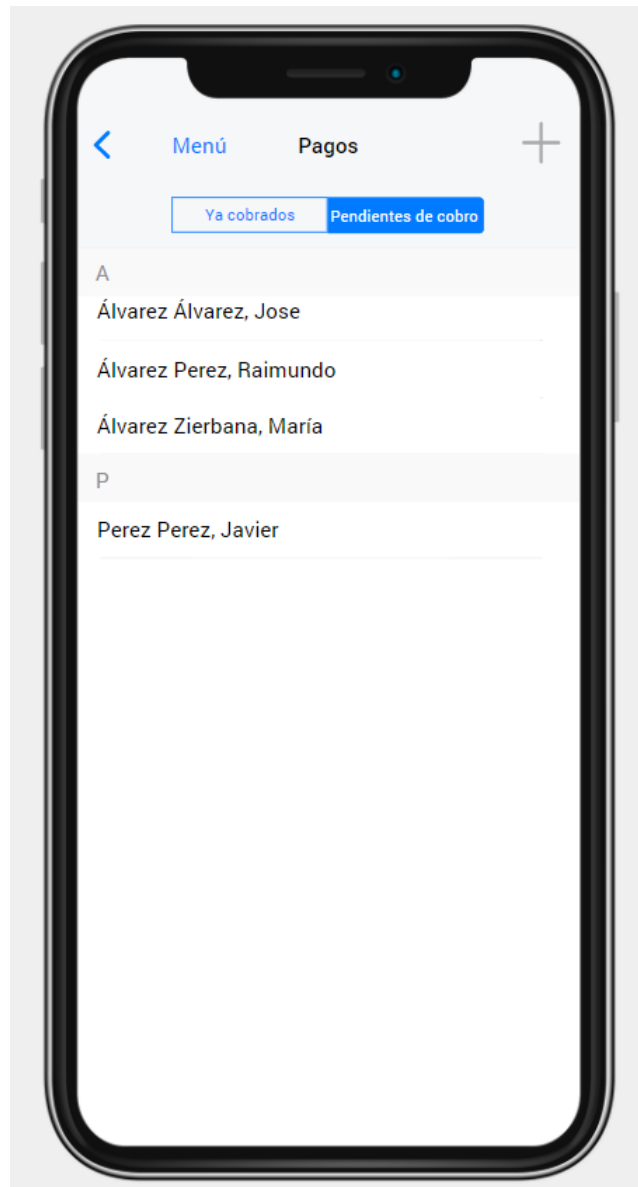 Menú Pagos
Ya cobrados Pendientes de cobro
A
Álvarez Álvarez, Jose
Álvarez Perez, Raimundo
Álvarez Zierbana, María
P
Perez Perez, Javier